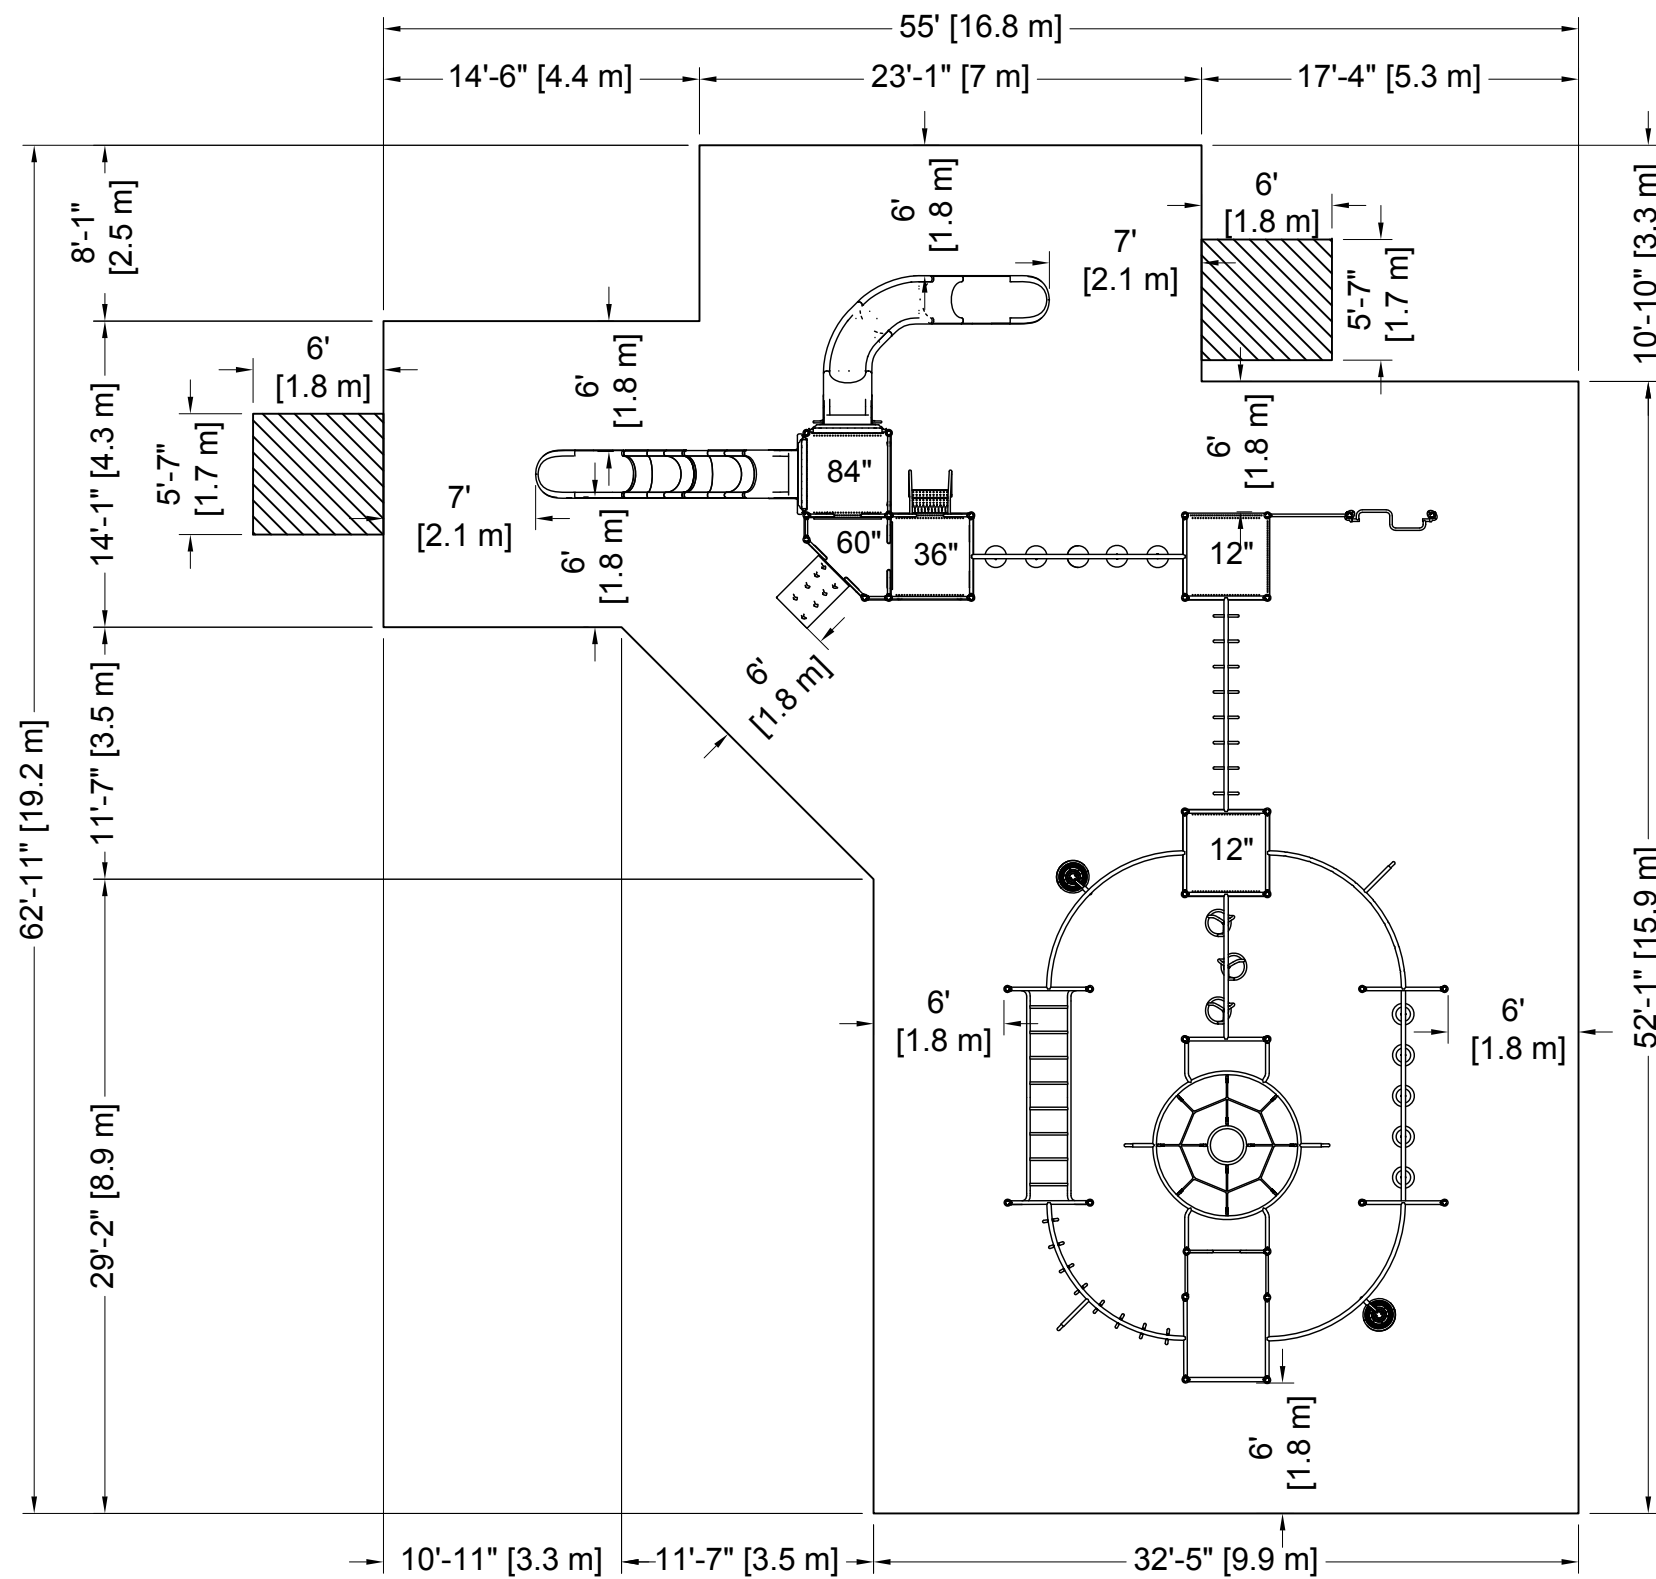 55' [16.8 m]
14'-6" [4.4 m]
23'-1" [7 m]
17'-4" [5.3 m]
8'-1"
[2.5 m]
6'
[1.8 m]
6'
[1.8 m]
10'-10" [3.3 m]
7'
[2.1 m]
5'-7"
[1.7 m]
6'
[1.8 m]
6'
[1.8 m]
6'
[1.8 m]
14'-1" [4.3 m]
5'-7"
[1.7 m]
7'
[2.1 m]
84"
60"
36"
12"
6'
[1.8 m]
6'
[1.8 m]
11'-7" [3.5 m]
62'-11" [19.2 m]
12"
52'-1" [15.9 m]
6'
[1.8 m]
6'
[1.8 m]
29'-2" [8.9 m]
6'
[1.8 m]
10'-11" [3.3 m]
11'-7" [3.5 m]
32'-5" [9.9 m]